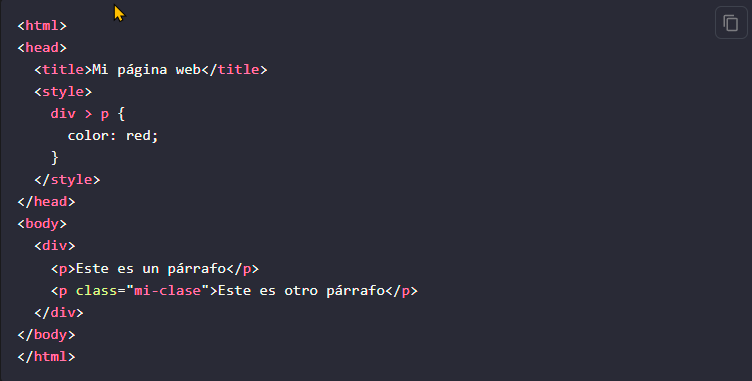 <html>
<head>
  <title>Mi página web</title>
  <style>
    div > p {
      color: red;
    }
  </style>
</head>
<body>
  <div>
    <p>Este es un párrafo</p>
    <p class="mi-clase">Este es otro párrafo</p>
  </div>
</body>
</html>